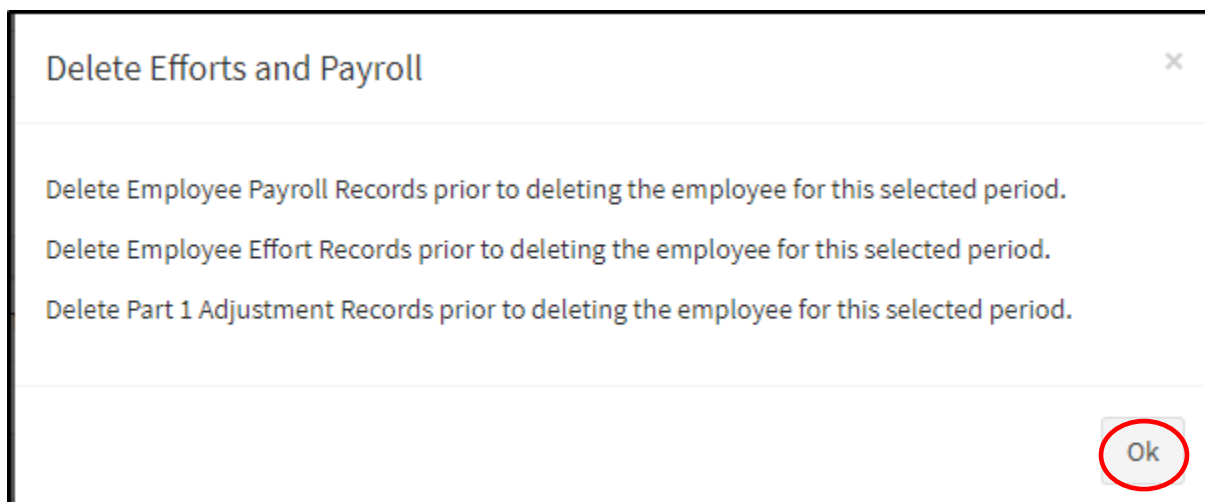 Delete Efforts and Payroll ×
Delete Employee Payroll Records prior to deleting the employee for this selected period.
Delete Employee Effort Records prior to deleting the employee for this selected period.
Delete Part 1 Adjustment Records prior to deleting the employee for this selected period.
Ok